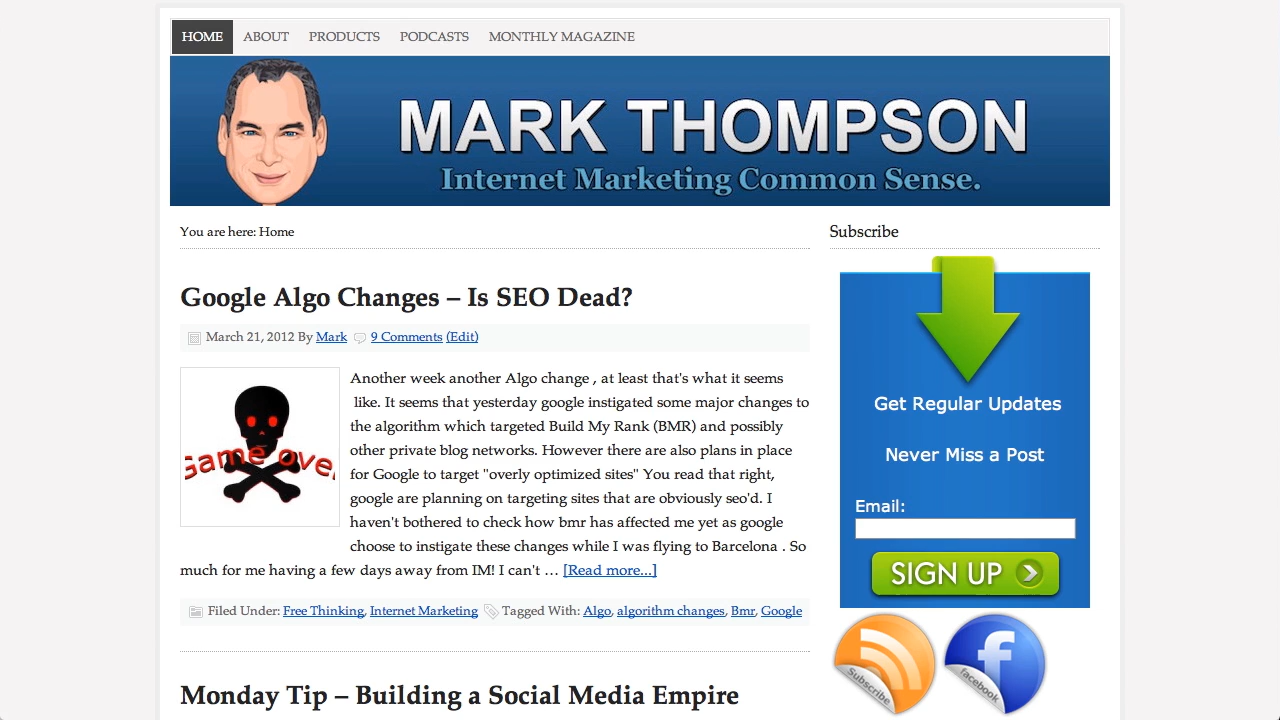 HOME ABOUT PRODUCTS PODCASTS MONTHLY MAGAZINE
MARK THOMPSON
Internet Marketing Common Sense.
You are here: Home
Google Algo Changes – Is SEO Dead?
March 21, 2012 By Mark 9 Comments (Edit)
Game over
Another week another Algo change , at least that's what it seems
like. It seems that yesterday google instigated some major changes to
the algorithm which targeted Build My Rank (BMR) and possibly
other private blog networks. However there are also plans in place
for Google to target "overly optimized sites" You read that right,
google are planning on targeting sites that are obviously seo'd. I
haven't bothered to check how bmr has affected me yet as google
choose to instigate these changes while I was flying to Barcelona . So
much for me having a few days away from IM! I can't … [Read more...]
Filed Under: Free Thinking, Internet Marketing Tagged With: Algo, algorithm changes, Bmr, Google
Monday Tip – Building a Social Media Empire
Subscribe
Get Regular Updates
Never Miss a Post
Email:
SIGN UP
Subscribe
f
facebook